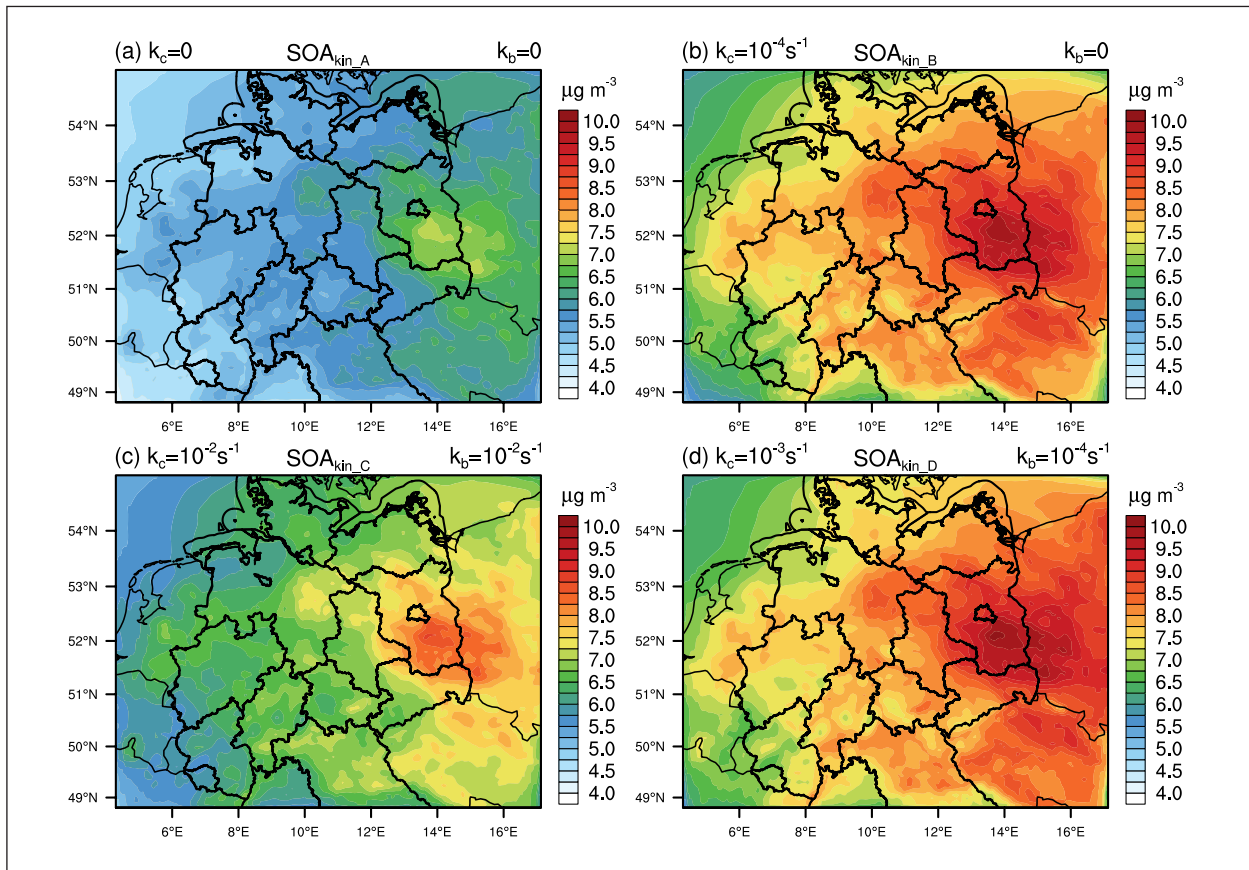 (a) k_c=0 SOA_kin_A k_b=0
µg m⁻³
10.0
9.5
9.0
8.5
8.0
7.5
7.0
6.5
6.0
5.5
5.0
4.5
4.0
54°N
53°N
52°N
51°N
50°N
49°N
6°E 8°E 10°E 12°E 14°E 16°E
(b) k_c=10⁻⁴s⁻¹ SOA_kin_B k_b=0
µg m⁻³
10.0
9.5
9.0
8.5
8.0
7.5
7.0
6.5
6.0
5.5
5.0
4.5
4.0
54°N
53°N
52°N
51°N
50°N
49°N
6°E 8°E 10°E 12°E 14°E 16°E
(c) k_c=10⁻²s⁻¹ SOA_kin_C k_b=10⁻²s⁻¹
µg m⁻³
10.0
9.5
9.0
8.5
8.0
7.5
7.0
6.5
6.0
5.5
5.0
4.5
4.0
54°N
53°N
52°N
51°N
50°N
49°N
6°E 8°E 10°E 12°E 14°E 16°E
(d) k_c=10⁻³s⁻¹ SOA_kin_D k_b=10⁻⁴s⁻¹
µg m⁻³
10.0
9.5
9.0
8.5
8.0
7.5
7.0
6.5
6.0
5.5
5.0
4.5
4.0
54°N
53°N
52°N
51°N
50°N
49°N
6°E 8°E 10°E 12°E 14°E 16°E